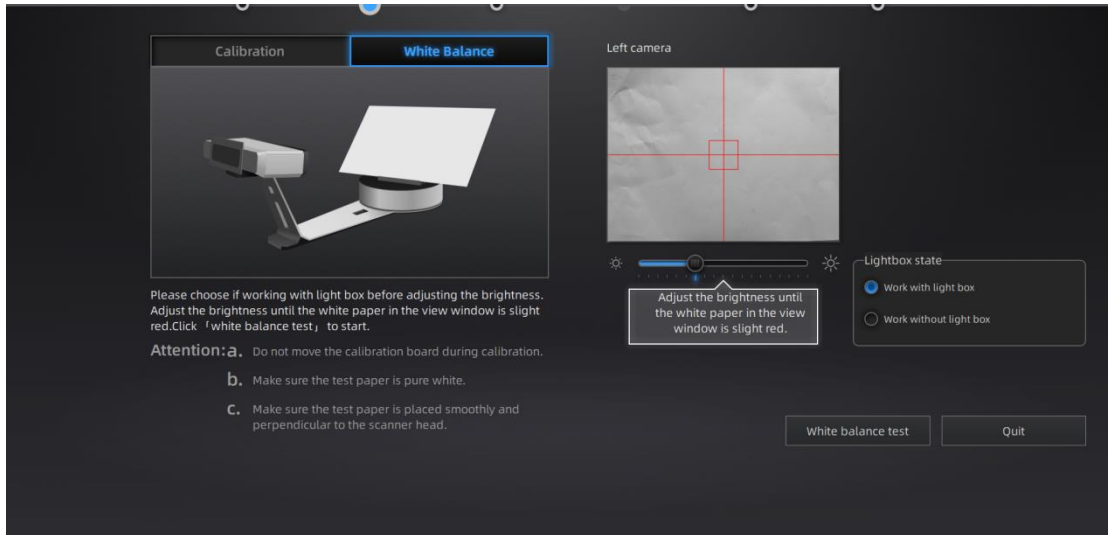 Calibration
White Balance
Please choose if working with light box before adjusting the brightness.
Adjust the brightness until the white paper in the view window is slight
red.Click 「white balance test」 to start.
Attention:a. Do not move the calibration board during calibration.
b. Make sure the test paper is pure white.
c. Make sure the test paper is placed smoothly and
perpendicular to the scanner head.
Left camera
Adjust the brightness until
the white paper in the view
window is slight red.
Lightbox state
Work with light box
Work without light box
White balance test
Quit